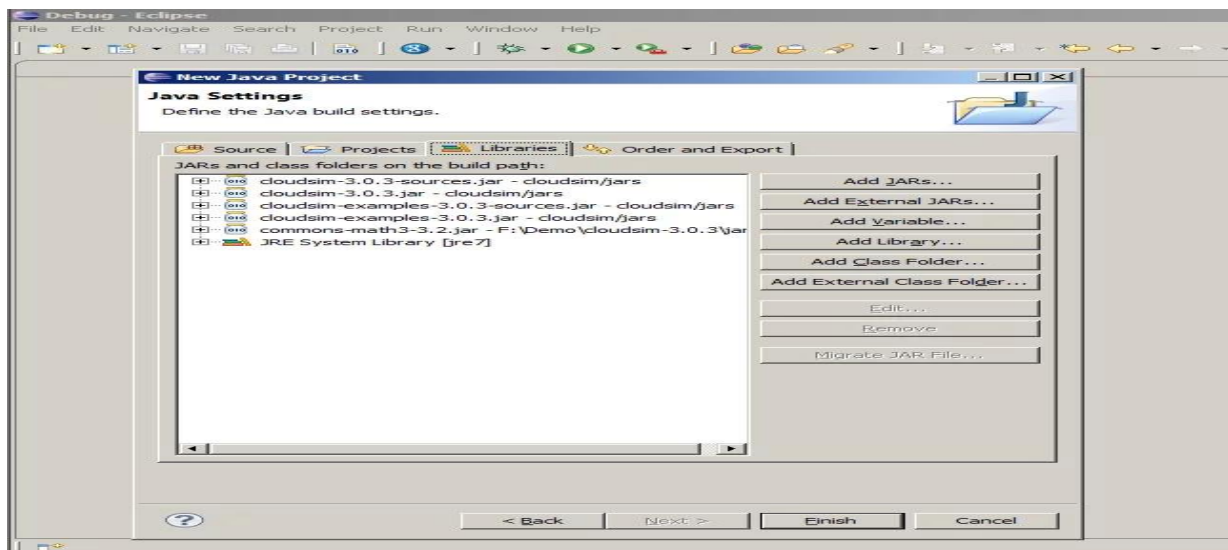 Debug - Eclipse
File Edit Navigate Search Project Run Window Help
New Java Project
Java Settings
Define the Java build settings.
Source Projects Libraries Order and Export
JARs and class folders on the build path:
cloudsim-3.0.3-sources.jar - cloudsim/jars
cloudsim-3.0.3.jar - cloudsim/jars
cloudsim-examples-3.0.3-sources.jar - cloudsim/jars
cloudsim-examples-3.0.3.jar - cloudsim/jars
commons-math3-3.2.jar - F:\Demo\cloudsim-3.0.3\jar
JRE System Library [jre7]
Add JARs...
Add External JARs...
Add Variable...
Add Library...
Add Class Folder...
Add External Class Folder...
Edit...
Remove
Migrate JAR File...
< Back Next > Finish Cancel